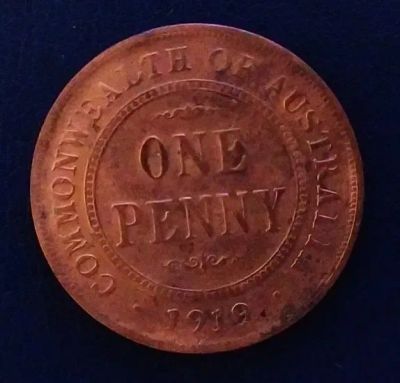 COMMONWEALTH OF AUSTRALIA
ONE
PENNY
· 1919 ·